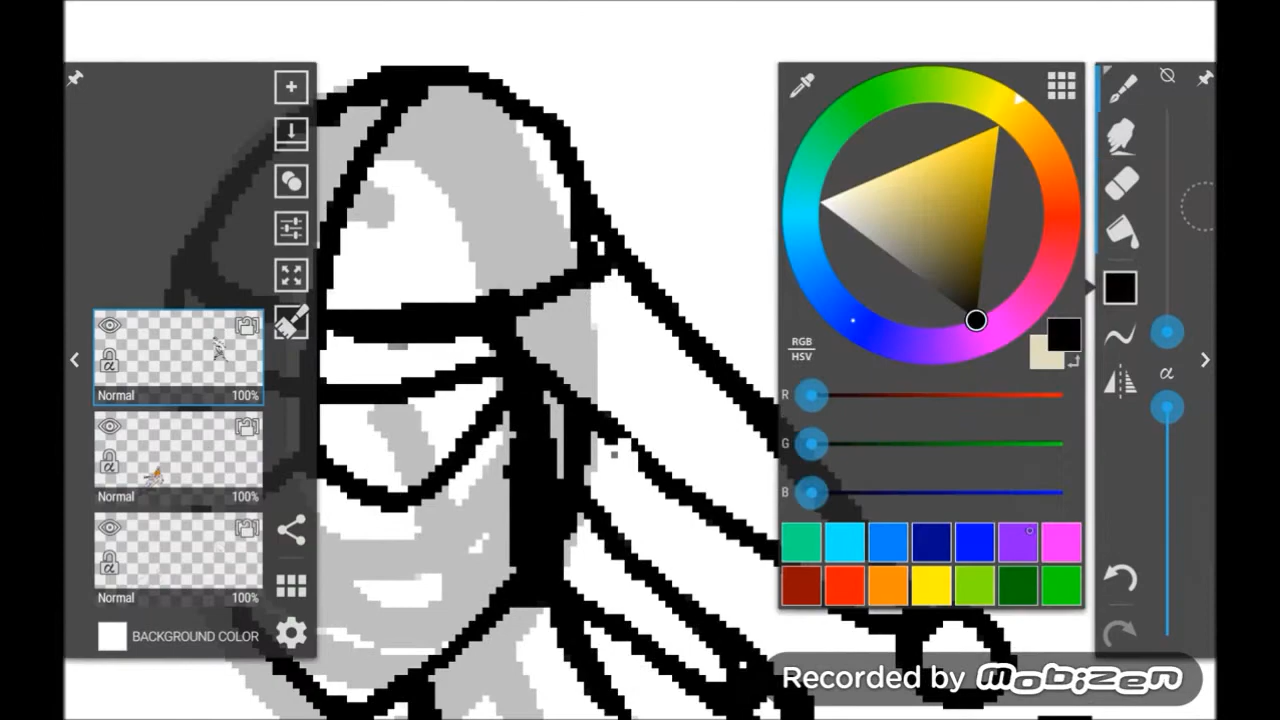 RGB
HSV
R
G
B
α
Normal 100%
α
Normal 100%
α
Normal 100%
α
BACKGROUND COLOR
Recorded by mobizen